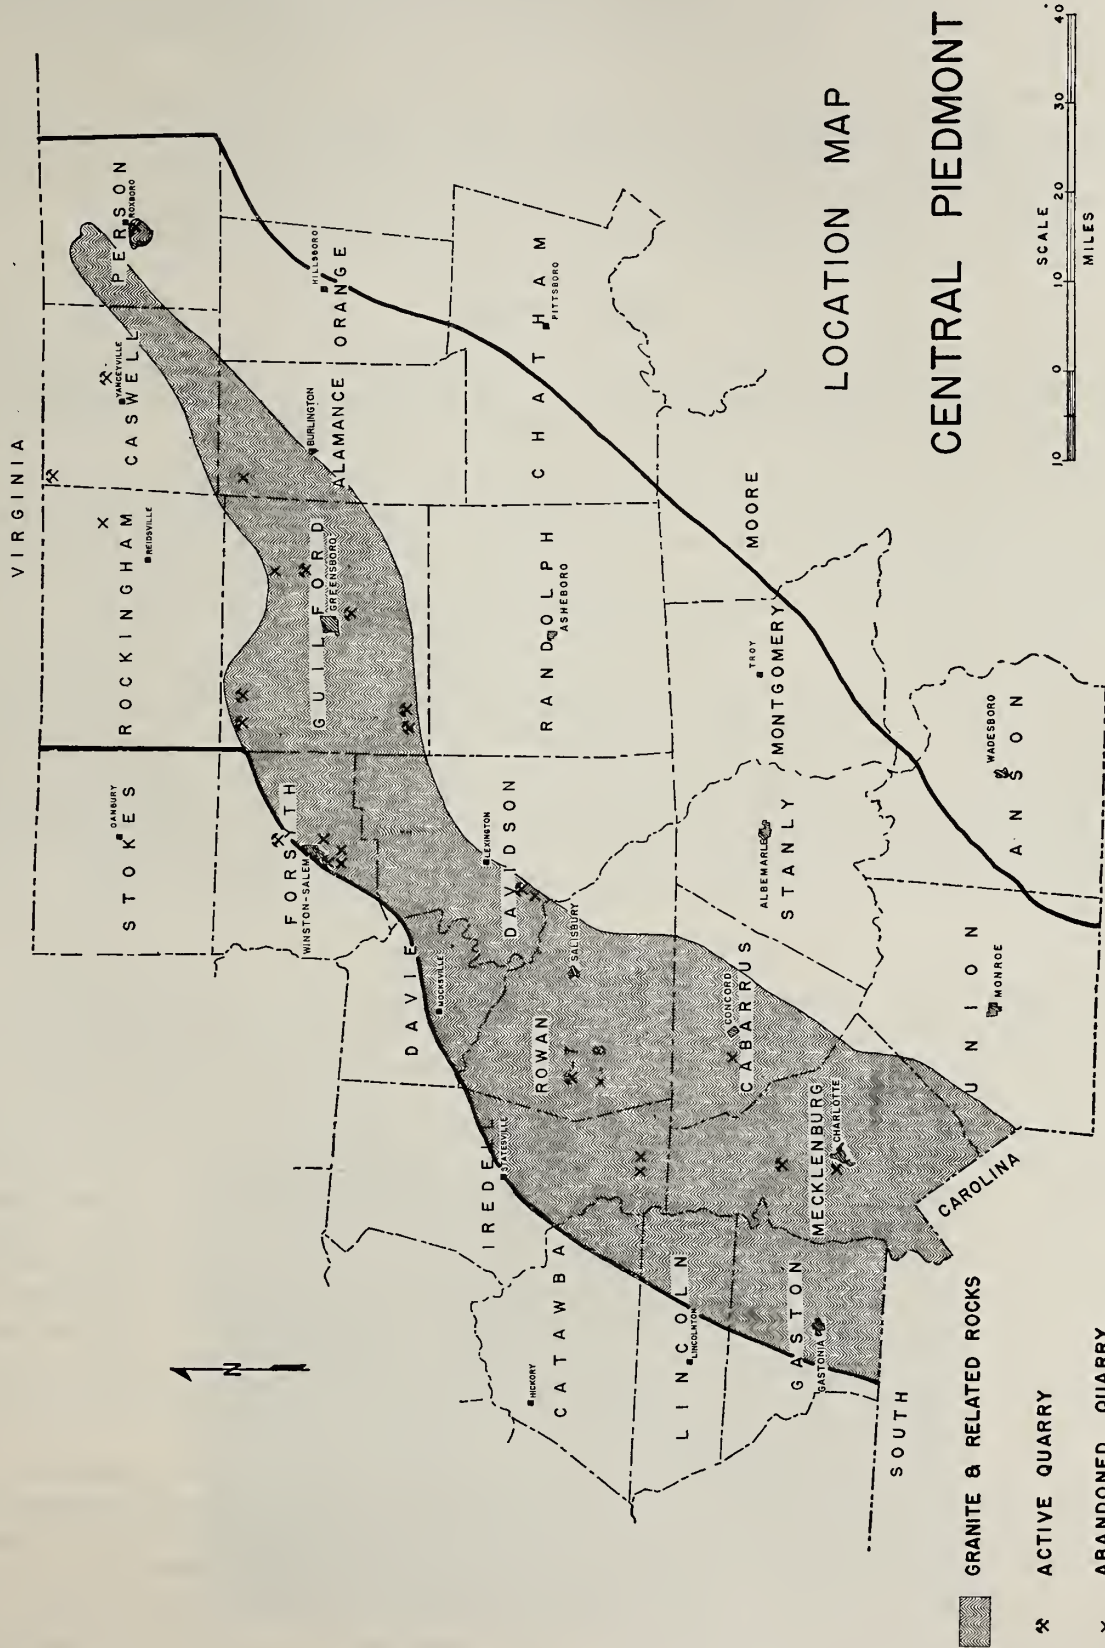 VIRGINIA
STOKES
DANBURY
ROCKINGHAM
REIDSVILLE
CASWELL
YANCEYVILLE
PERSON
ROXBORO
FORSYTH
WINSTON-SALEM
GUILFORD
GREENSBORO
ALAMANCE
BURLINGTON
ORANGE
HILLSBORO
DAVIE
MOCKSVILLE
DAVIDSON
LEXINGTON
RANDOLPH
ASHEBORO
CHATHAM
PITTSBORO
IREDELL
STATESVILLE
ROWAN
SALISBURY
7
8
CATAWBA
HICKORY
LINCOLN
LINCOLNTON
CABARRUS
CONCORD
STANLY
ALBEMARLE
MONTGOMERY
TROY
MOORE
GASTON
GASTONIA
MECKLENBURG
CHARLOTTE
UNION
MONROE
ANSON
WADESBORO
SOUTH
CAROLINA
N
GRANITE & RELATED ROCKS
ACTIVE QUARRY
ABANDONED QUARRY
LOCATION MAP
CENTRAL PIEDMONT
SCALE
10 0 10 20 30 40
MILES